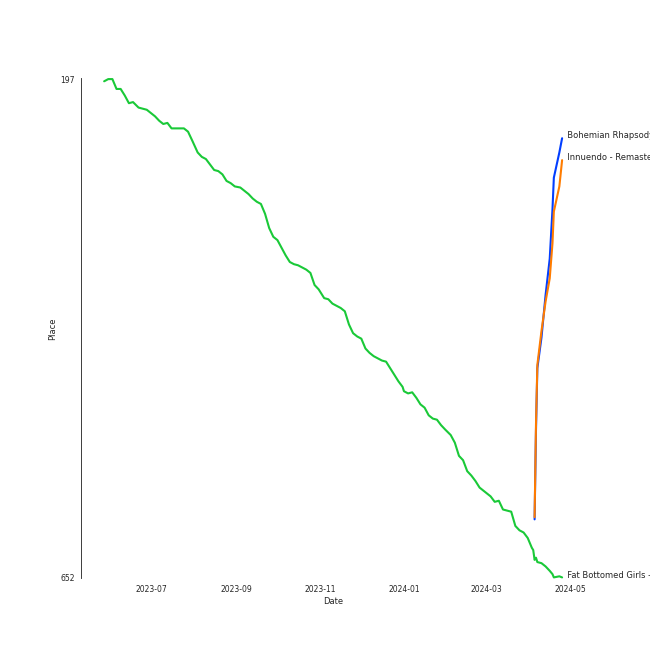 197
Bohemian Rhapsody
Innuendo - Remaste
Place
Fat Bottomed Girls -
652
2023-07 2023-09 2023-11 2024-01 2024-03 2024-05
Date